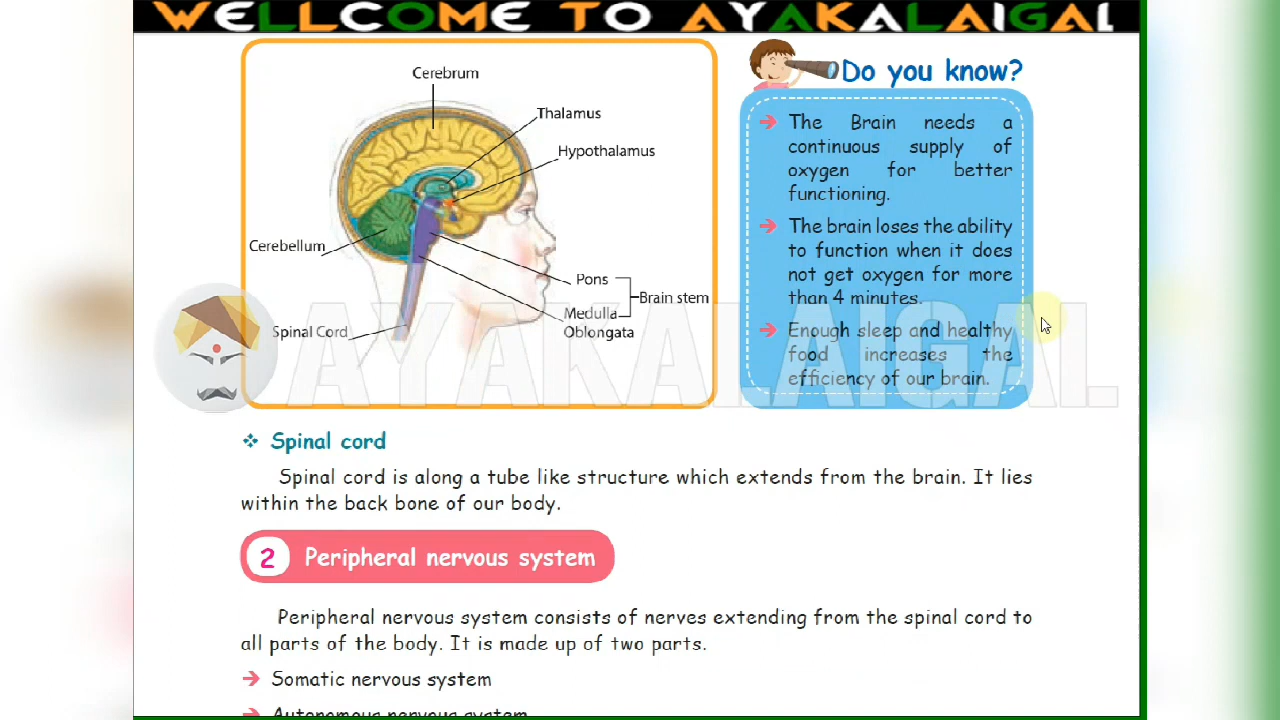 WELLCOME TO AYAKALAIGAL
Cerebrum
Thalamus
Hypothalamus
Cerebellum
Pons
Brain stem
Medulla
Oblongata
Spinal Cord
Do you know?
The Brain needs a
continuous supply of
oxygen for better
functioning.
The brain loses the ability
to function when it does
not get oxygen for more
than 4 minutes.
Enough sleep and healthy
food increases the
efficiency of our brain.
AYAKALAIGAL
Spinal cord
Spinal cord is along a tube like structure which extends from the brain. It lies
within the back bone of our body.
2 Peripheral nervous system
Peripheral nervous system consists of nerves extending from the spinal cord to
all parts of the body. It is made up of two parts.
Somatic nervous system
Autonomous nervous system